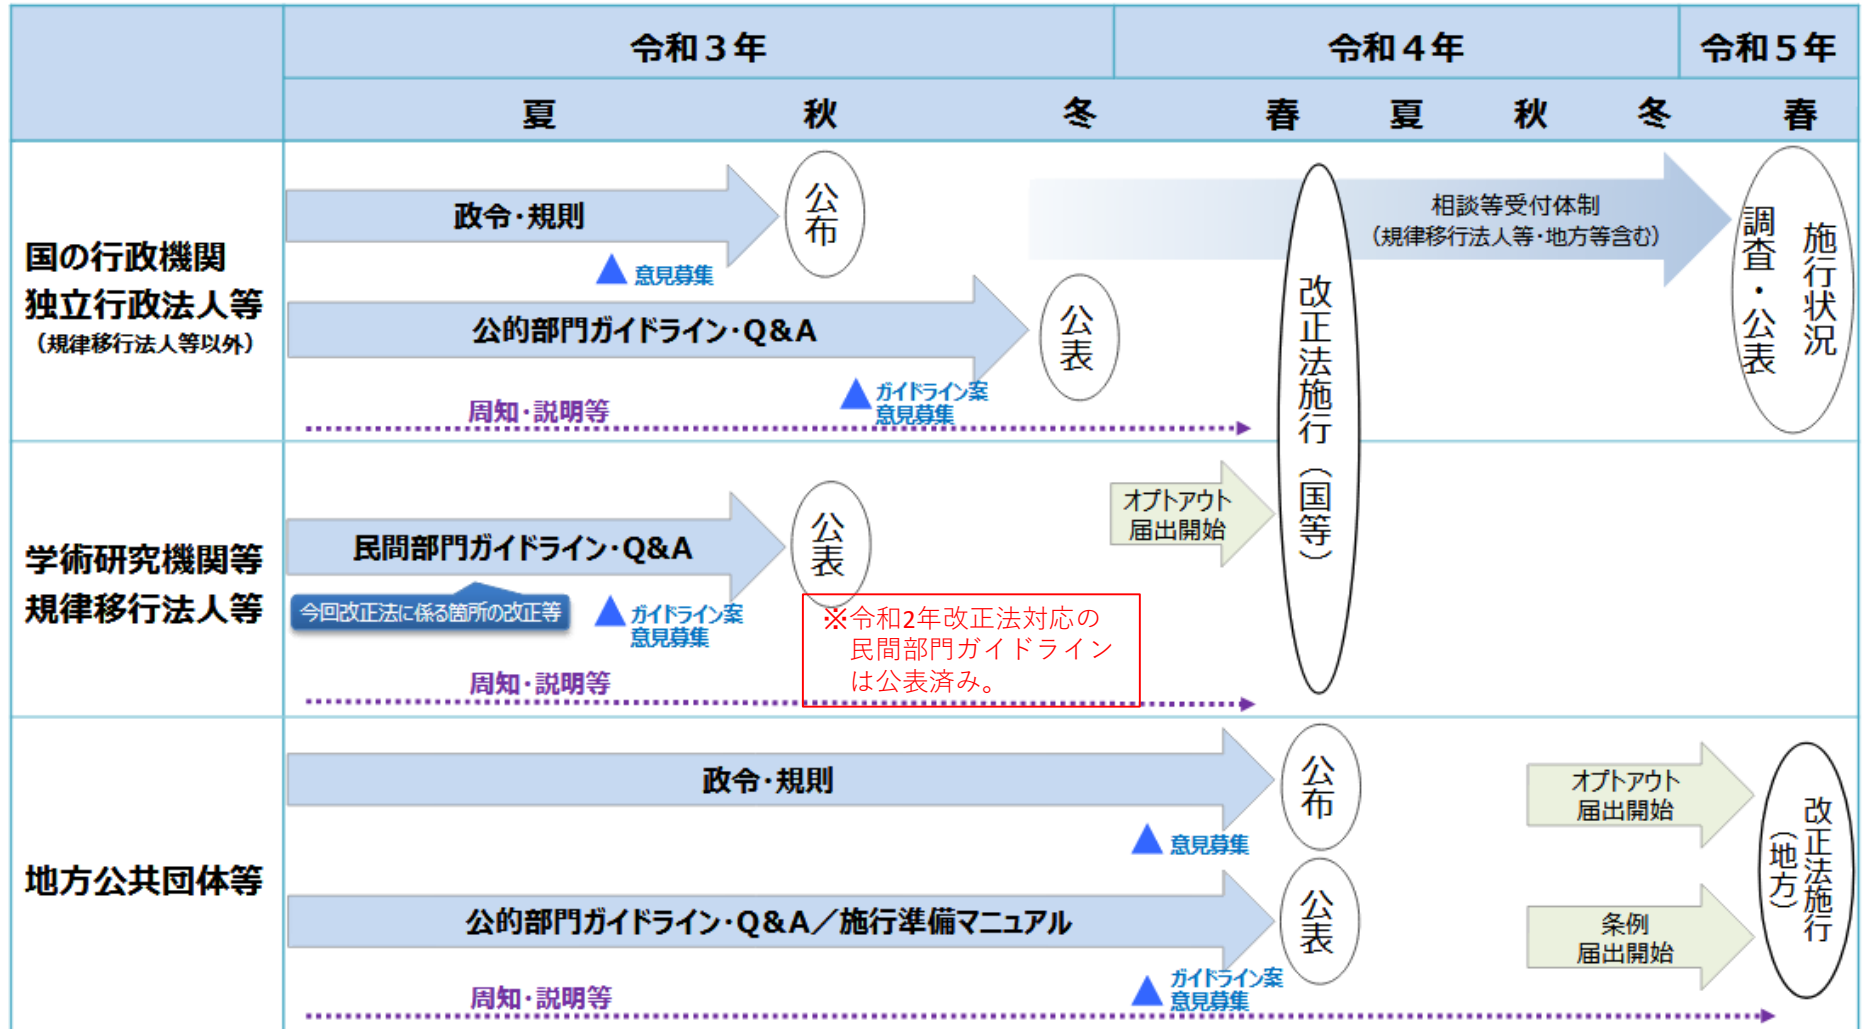 令和３年
令和４年
令和５年
夏
秋
冬
春
夏
秋
冬
春
国の行政機関
独立行政法人等
（規律移行法人等以外）
政令・規則
意見募集
公布
公的部門ガイドライン・Q&A
ガイドライン案
意見募集
公表
周知・説明等
相談等受付体制
（規律移行法人等・地方等含む）
施行状況
調査・公表
改正法施行（国等）
学術研究機関等
規律移行法人等
民間部門ガイドライン・Q&A
今回改正法に係る箇所の改正等
ガイドライン案
意見募集
公表
※令和2年改正法対応の
民間部門ガイドライン
は公表済み。
周知・説明等
オプトアウト
届出開始
地方公共団体等
政令・規則
意見募集
公布
公的部門ガイドライン・Q&A／施行準備マニュアル
ガイドライン案
意見募集
公表
周知・説明等
オプトアウト
届出開始
条例
届出開始
改正法施行
（地方）